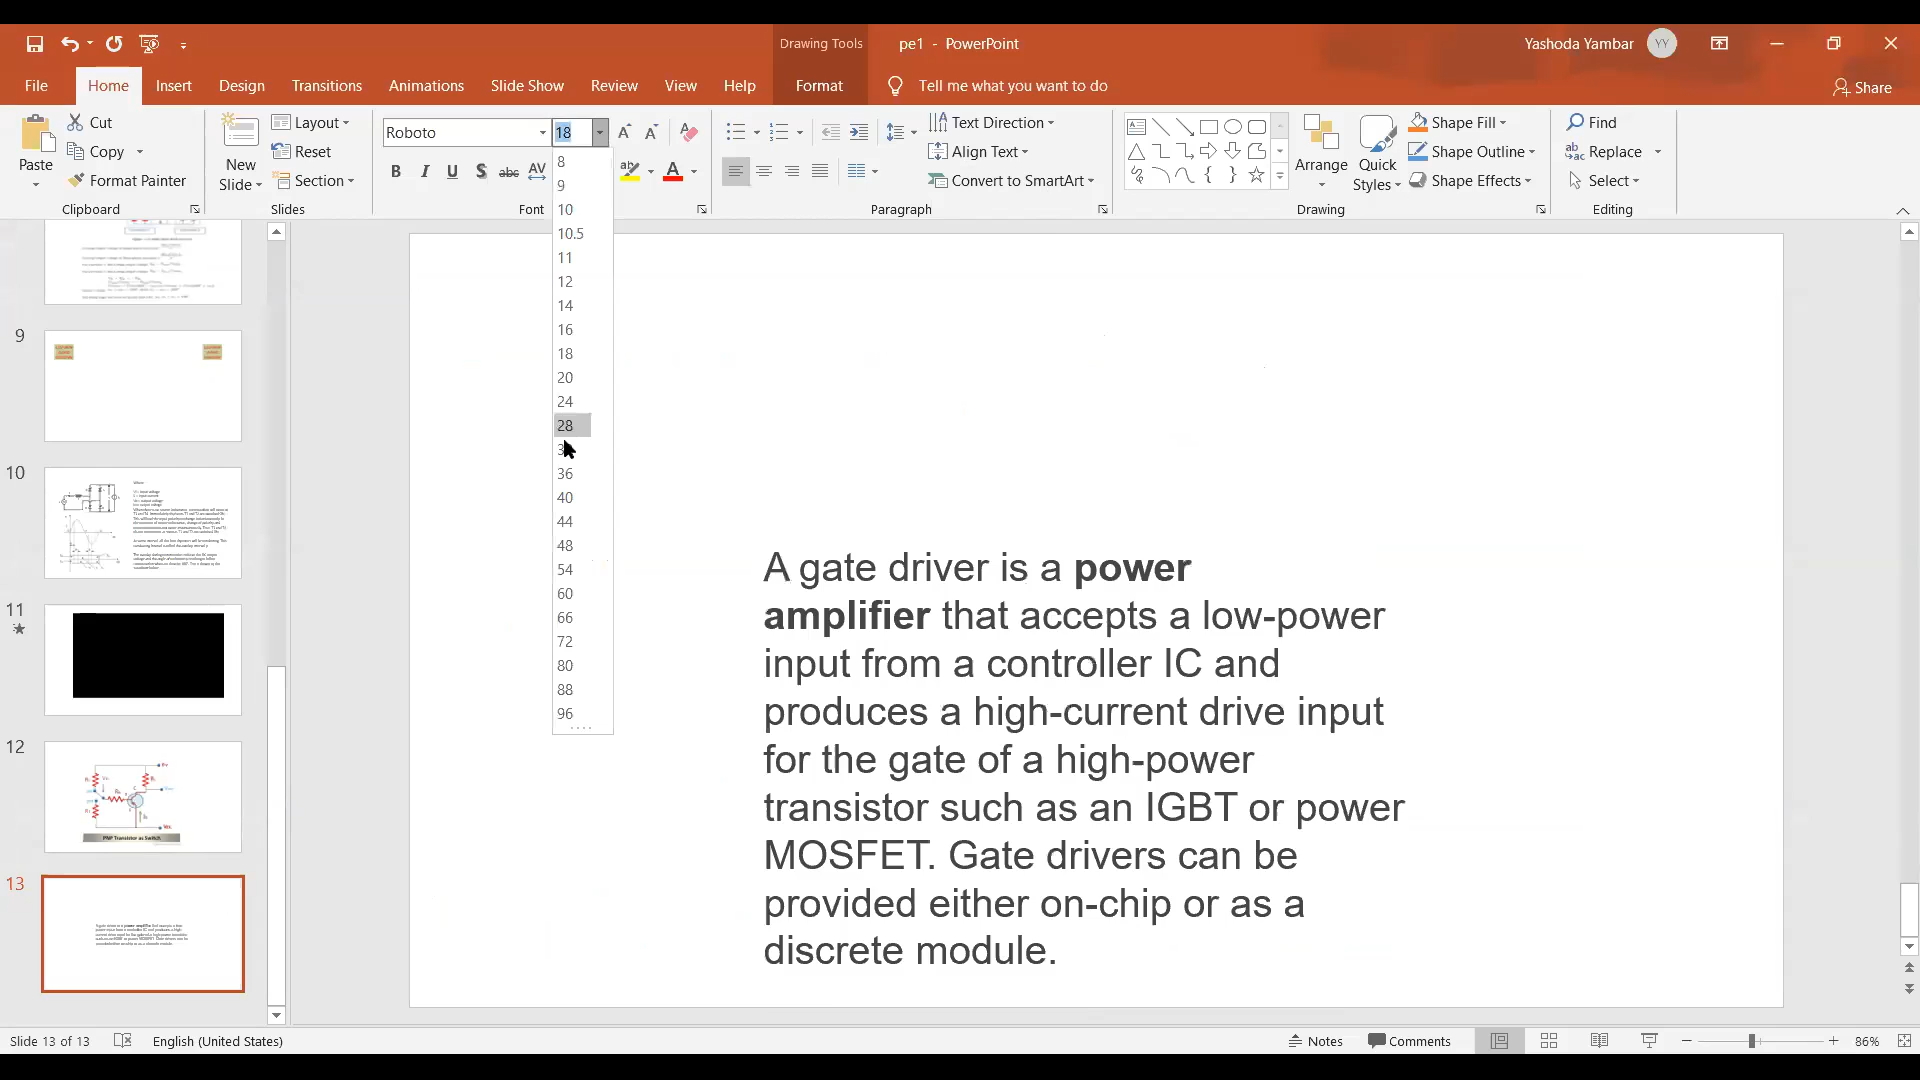 Drawing Tools
pe1 - PowerPoint
Yashoda Yambar
YY
File
Home
Insert
Design
Transitions
Animations
Slide Show
Review
View
Help
Format
Tell me what you want to do
Share
Paste
Cut
Copy
Format Painter
Clipboard
New
Slide
Layout
Reset
Section
Slides
Roboto
18
B I U S abc AV
A A
A
Font
Text Direction
Align Text
Convert to SmartArt
Paragraph
Arrange
Quick
Styles
Shape Fill
Shape Outline
Shape Effects
Drawing
Find
Replace
Select
Editing
8
9
10
10.5
11
12
14
16
18
20
24
28
36
40
44
48
54
60
66
72
80
88
96
9
10
11
12
PNP Transistor as Switch
13
A gate driver is a power
amplifier that accepts a low-power
input from a controller IC and
produces a high-current drive input
for the gate of a high-power
transistor such as an IGBT or power
MOSFET. Gate drivers can be
provided either on-chip or as a
discrete module.
Slide 13 of 13
English (United States)
Notes
Comments
86%